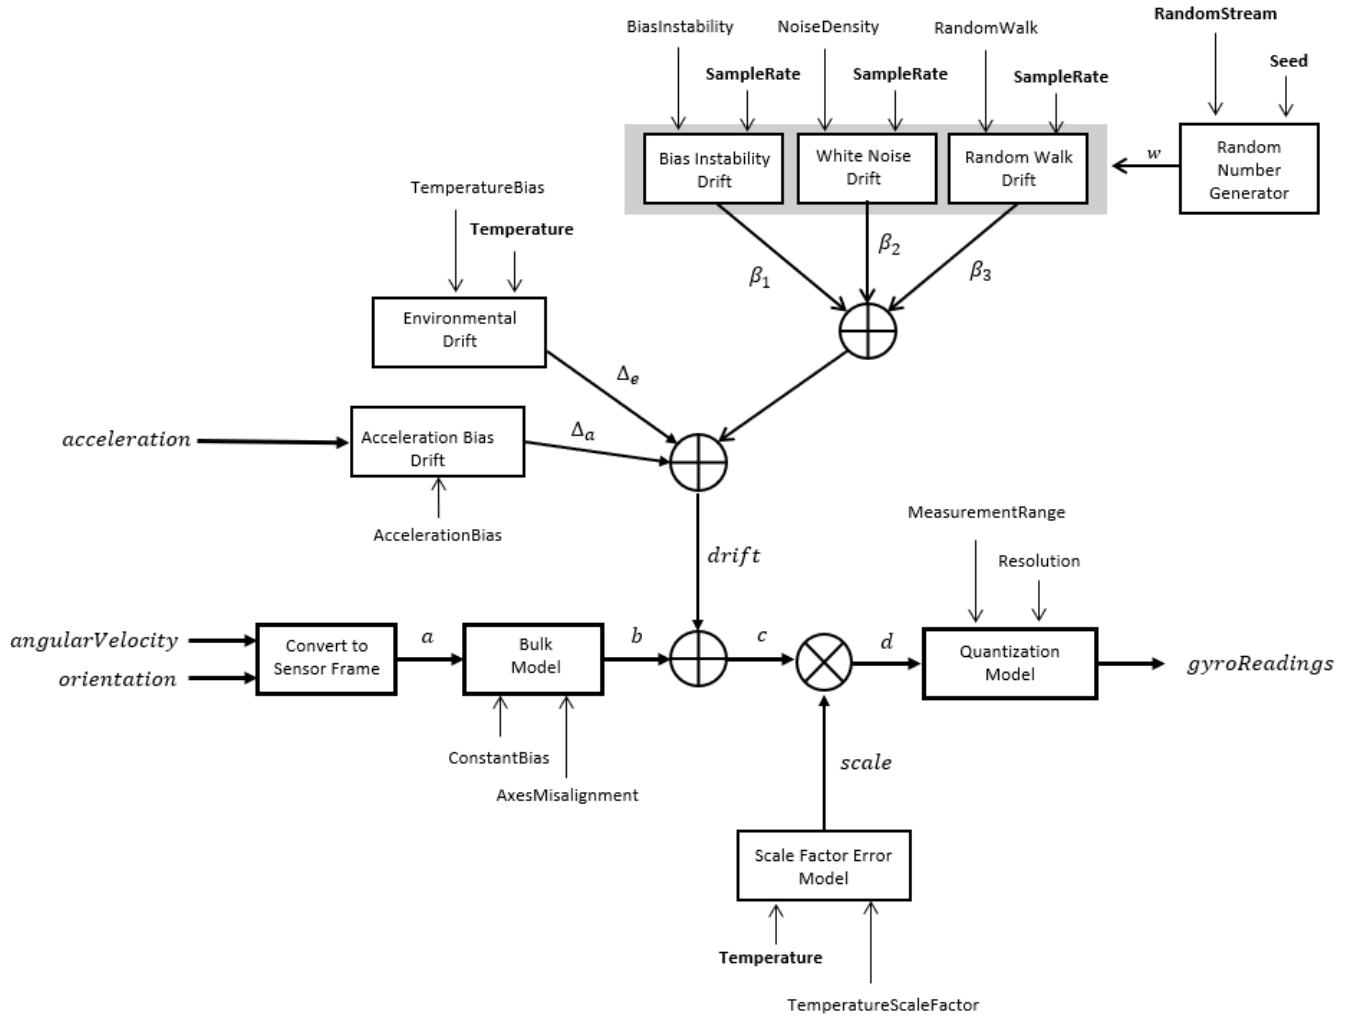 RandomStream
BiasInstability
NoiseDensity
RandomWalk
Seed
SampleRate
SampleRate
SampleRate
Bias Instability
Drift
White Noise
Drift
Random Walk
Drift
w
Random
Number
Generator
TemperatureBias
Temperature
β1
β2
β3
Environmental
Drift
Δe
acceleration
Acceleration Bias
Drift
Δa
AccelerationBias
MeasurementRange
drift
Resolution
angularVelocity
orientation
Convert to
Sensor Frame
a
Bulk
Model
b
c
d
Quantization
Model
gyroReadings
ConstantBias
AxesMisalignment
scale
Scale Factor Error
Model
Temperature
TemperatureScaleFactor